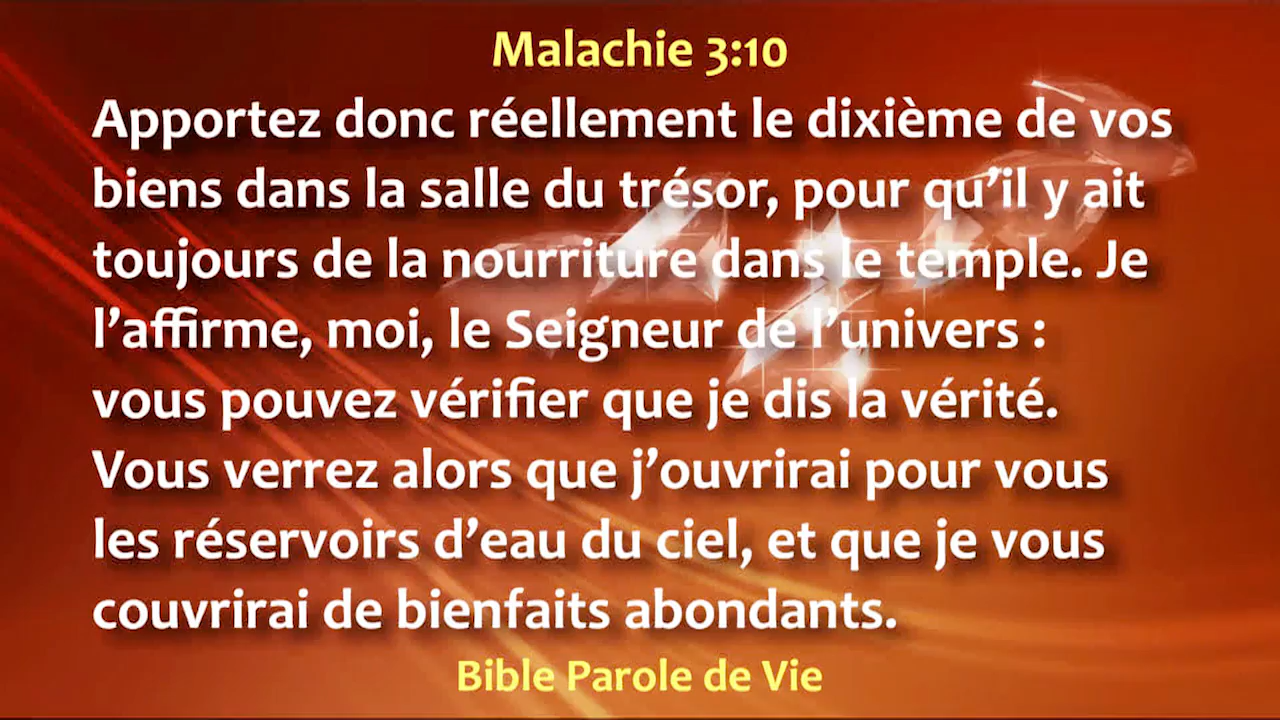 Malachie 3:10
Apportez donc réellement le dixième de vos
biens dans la salle du trésor, pour qu’il y ait
toujours de la nourriture dans le temple. Je
l’affirme, moi, le Seigneur de l’univers :
vous pouvez vérifier que je dis la vérité.
Vous verrez alors que j’ouvrirai pour vous
les réservoirs d’eau du ciel, et que je vous
couvrirai de bienfaits abondants.
Bible Parole de Vie